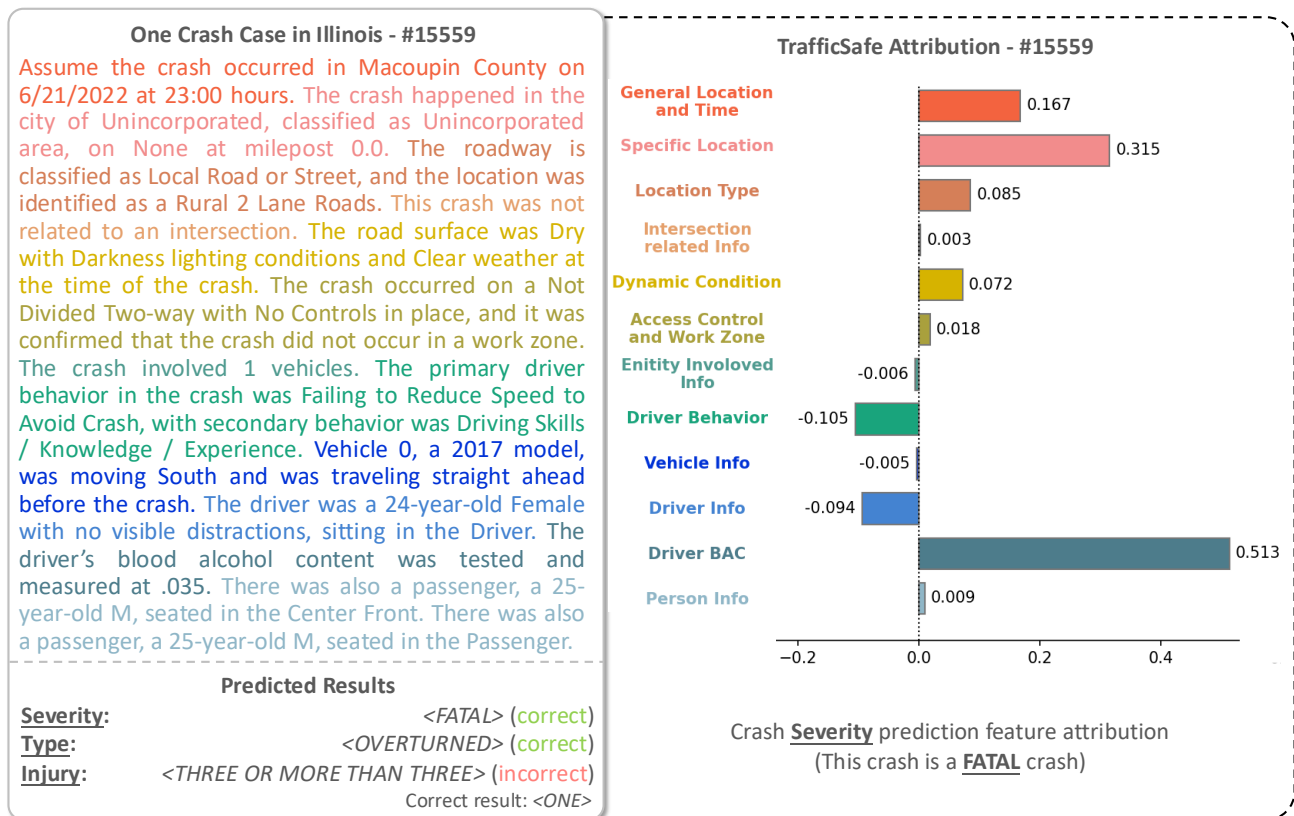 One Crash Case in Illinois - #15559
Assume the crash occurred in Macoupin County on
6/21/2022 at 23:00 hours. The crash happened in the
city of Unincorporated, classified as Unincorporated
area, on None at milepost 0.0. The roadway is
classified as Local Road or Street, and the location was
identified as a Rural 2 Lane Roads. This crash was not
related to an intersection. The road surface was Dry
with Darkness lighting conditions and Clear weather at
the time of the crash. The crash occurred on a Not
Divided Two-way with No Controls in place, and it was
confirmed that the crash did not occur in a work zone.
The crash involved 1 vehicles. The primary driver
behavior in the crash was Failing to Reduce Speed to
Avoid Crash, with secondary behavior was Driving Skills
/ Knowledge / Experience. Vehicle 0, a 2017 model,
was moving South and was traveling straight ahead
before the crash. The driver was a 24-year-old Female
with no visible distractions, sitting in the Driver. The
driver's blood alcohol content was tested and
measured at .035. There was also a passenger, a 25-
year-old M, seated in the Center Front. There was also
a passenger, a 25-year-old M, seated in the Passenger.
Predicted Results
Severity: <FATAL> (correct)
Type: <OVERTURNED> (correct)
Injury: <THREE OR MORE THAN THREE> (incorrect)
Correct result: <ONE>
TrafficSafe Attribution - #15559
General Location
and Time
0.167
Specific Location
0.315
Location Type
0.085
Intersection
related Info
0.003
Dynamic Condition
0.072
Access Control
and Work Zone
0.018
Enitity Involoved
Info
-0.006
Driver Behavior
-0.105
Vehicle Info
-0.005
Driver Info
-0.094
Driver BAC
0.513
Person Info
0.009
−0.2 0.0 0.2 0.4
Crash Severity prediction feature attribution
(This crash is a FATAL crash)